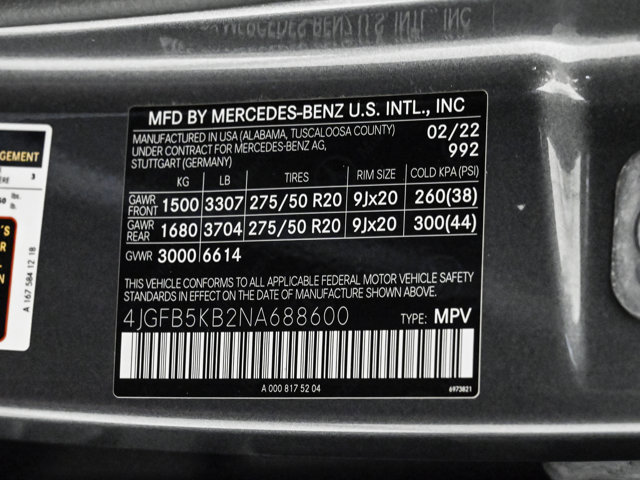 MFD BY MERCEDES-BENZ U.S. INTL., INC
MANUFACTURED IN USA (ALABAMA, TUSCALOOSA COUNTY) 02/22
UNDER CONTRACT FOR MERCEDES-BENZ AG, 992
STUTTGART (GERMANY)
KG LB TIRES RIM SIZE COLD KPA (PSI)
GAWR FRONT 1500 3307 275/50 R20 9Jx20 260(38)
GAWR REAR 1680 3704 275/50 R20 9Jx20 300(44)
GVWR 3000 6614
THIS VEHICLE CONFORMS TO ALL APPLICABLE FEDERAL MOTOR VEHICLE SAFETY
STANDARDS IN EFFECT ON THE DATE OF MANUFACTURE SHOWN ABOVE.
4JGFB5KB2NA688600 TYPE: MPV
A 000 817 52 04 6973821
A 167 584 12 18